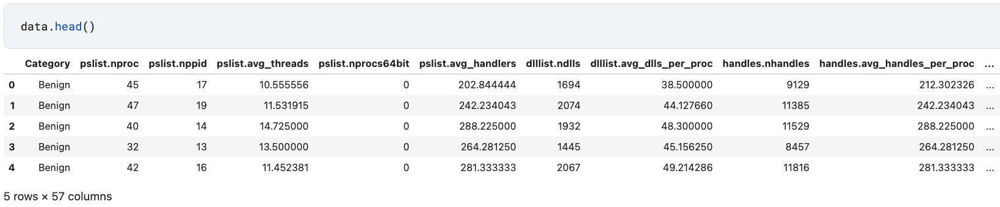 data.head()
Category pslist.nproc pslist.nppid pslist.avg_threads pslist.nprocs64bit pslist.avg_handlers dlllist.ndlls dlllist.avg_dlls_per_proc handles.nhandles handles.avg_handles_per_proc ...
0 Benign 45 17 10.555556 0 202.844444 1694 38.500000 9129 212.302326 ...
1 Benign 47 19 11.531915 0 242.234043 2074 44.127660 11385 242.234043 ...
2 Benign 40 14 14.725000 0 288.225000 1932 48.300000 11529 288.225000 ...
3 Benign 32 13 13.500000 0 264.281250 1445 45.156250 8457 264.281250 ...
4 Benign 42 16 11.452381 0 281.333333 2067 49.214286 11816 281.333333 ...
5 rows × 57 columns